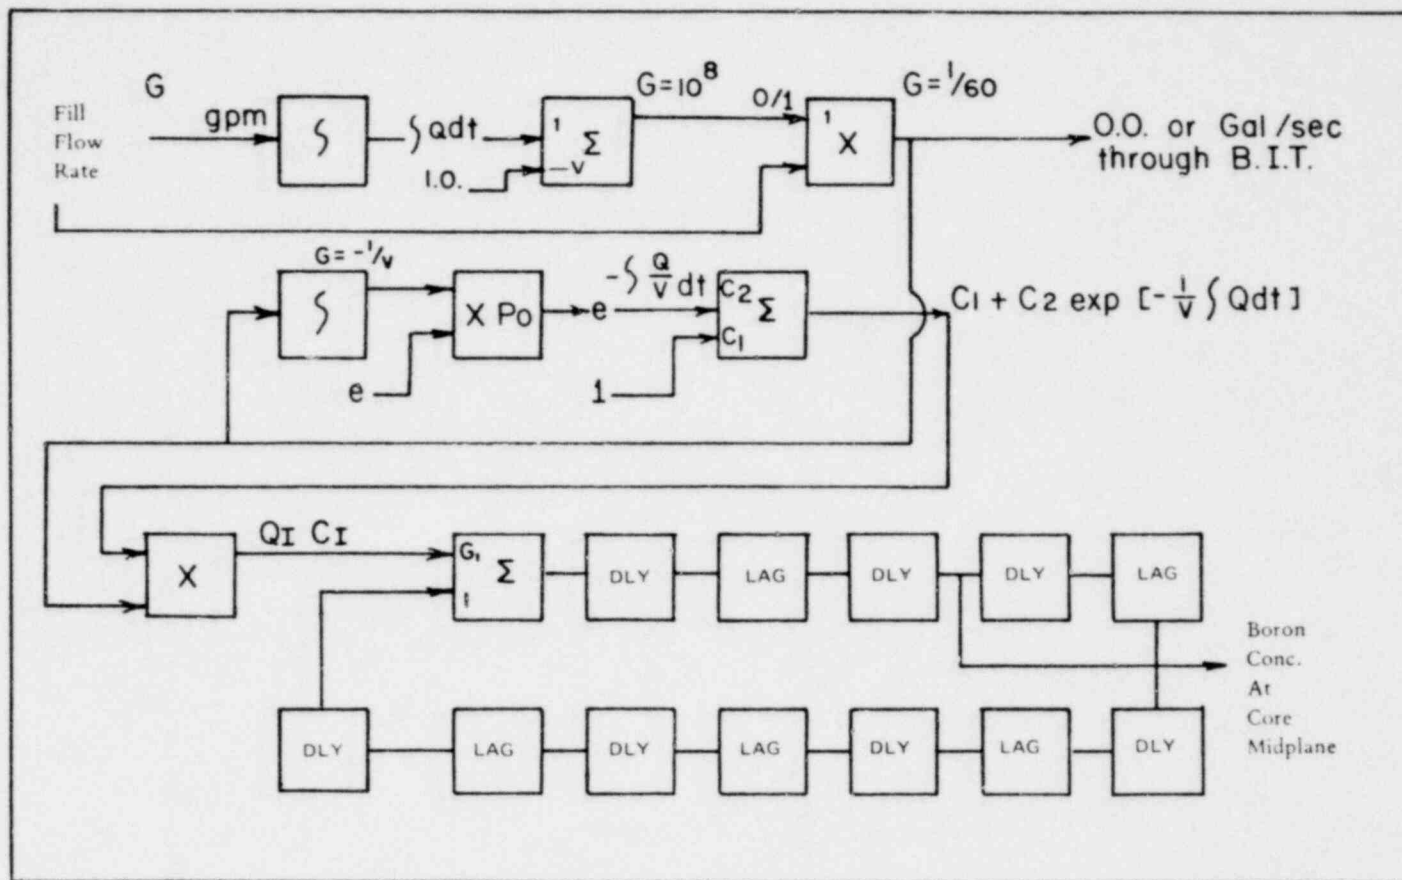 G
Fill
Flow
Rate
gpm
∫
∫ Qdt
I.O.
1
Σ
-V
G=10⁸
0/1
1
X
G=1/60
O.O. or Gal/sec
through B.I.T.
G=-1/v
∫
X Po
e
e
-∫ Q/V dt
C2
Σ
C1
1
C1 + C2 exp [-1/V ∫ Qdt]
X
QI CI
G1
Σ
1
DLY
LAG
DLY
DLY
LAG
Boron
Conc.
At
Core
Midplane
DLY
LAG
DLY
LAG
DLY
LAG
DLY